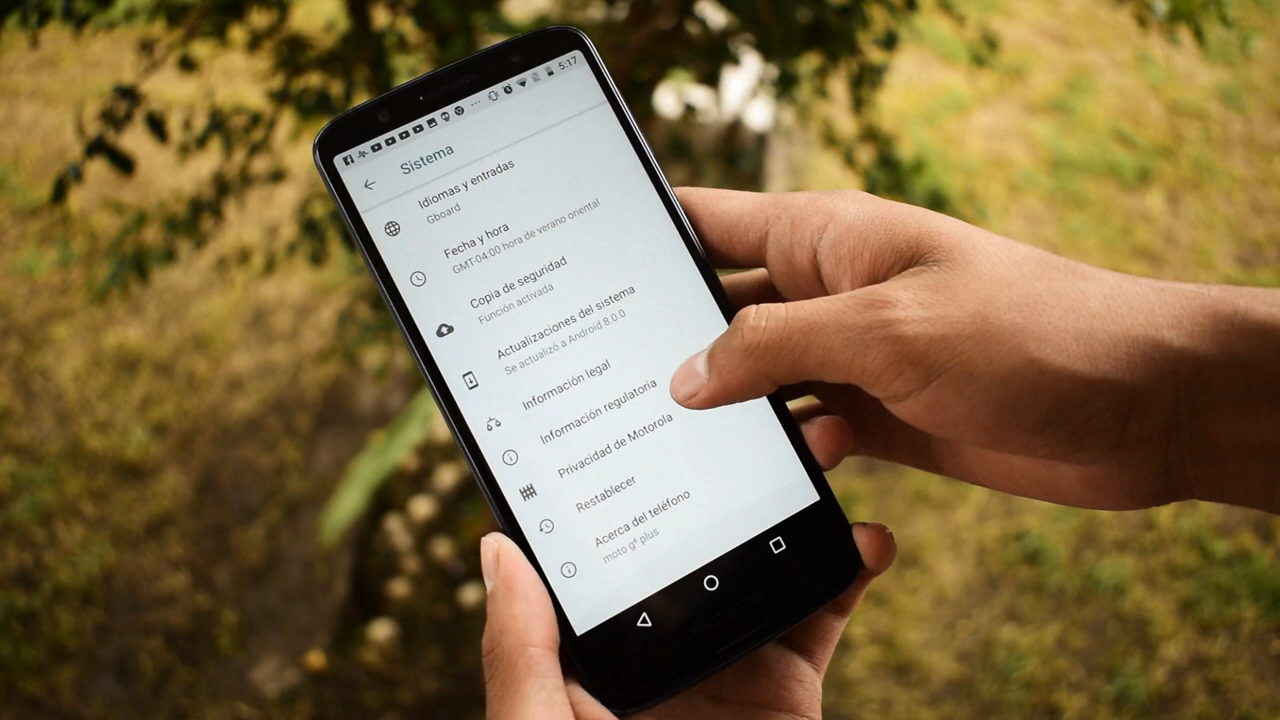 5:17
Sistema
Idiomas y entradas
Gboard
Fecha y hora
GMT-04:00 hora de verano oriental
Copia de seguridad
Función activada
Actualizaciones del sistema
Se actualizó a Android 8.0.0
Información legal
Información regulatoria
Privacidad de Motorola
Restablecer
Acerca del teléfono
moto g⁶ plus